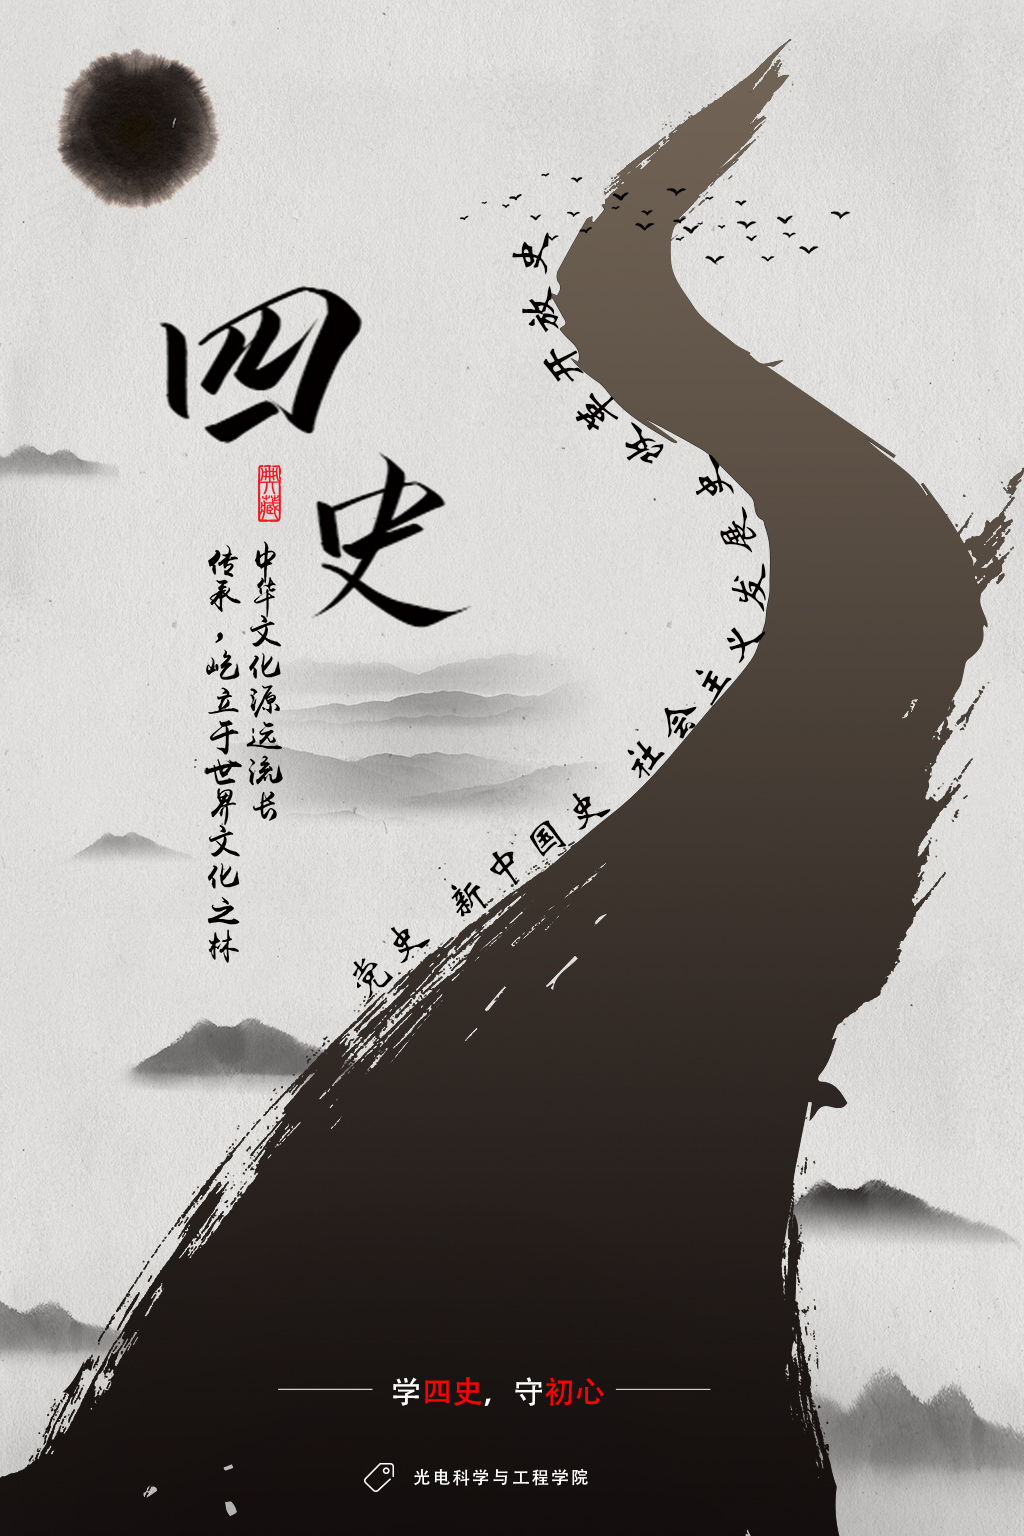 四史
典藏
中华文化源远流长
传承，屹立于世界文化之林
党史 新中国史 社会主义发展史 改革开放史
学四史，守初心
光电科学与工程学院